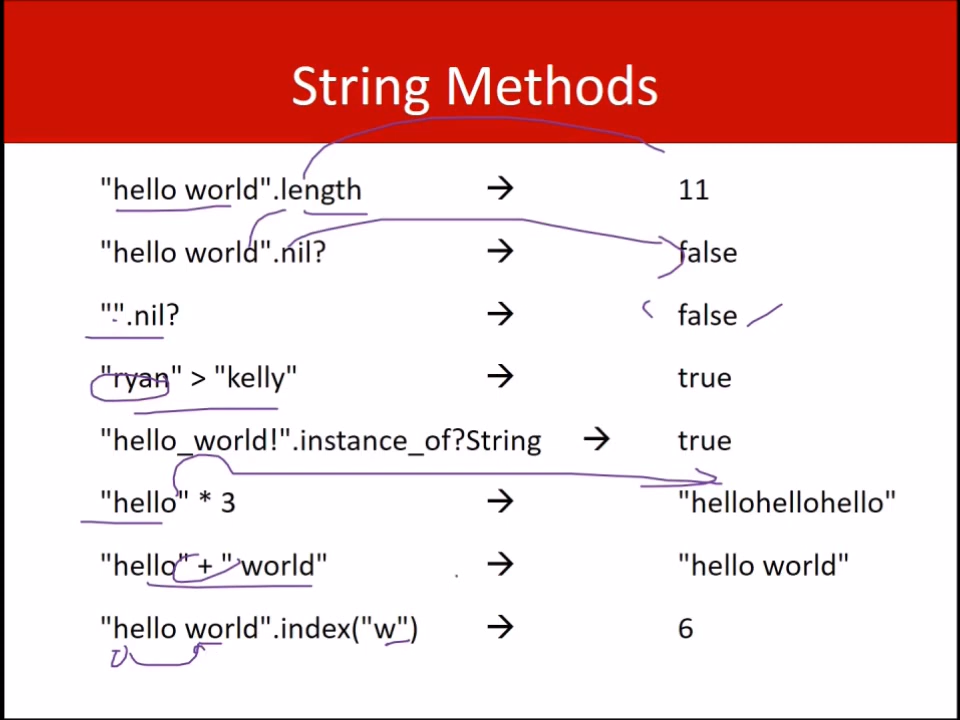 String Methods
"hello world".length → 11
"hello world".nil? → false
"".nil? → false
"ryan" > "kelly" → true
"hello_world!".instance_of?String → true
"hello" * 3 → "hellohellohello"
"hello" + " world" → "hello world"
"hello world".index("w") → 6
0